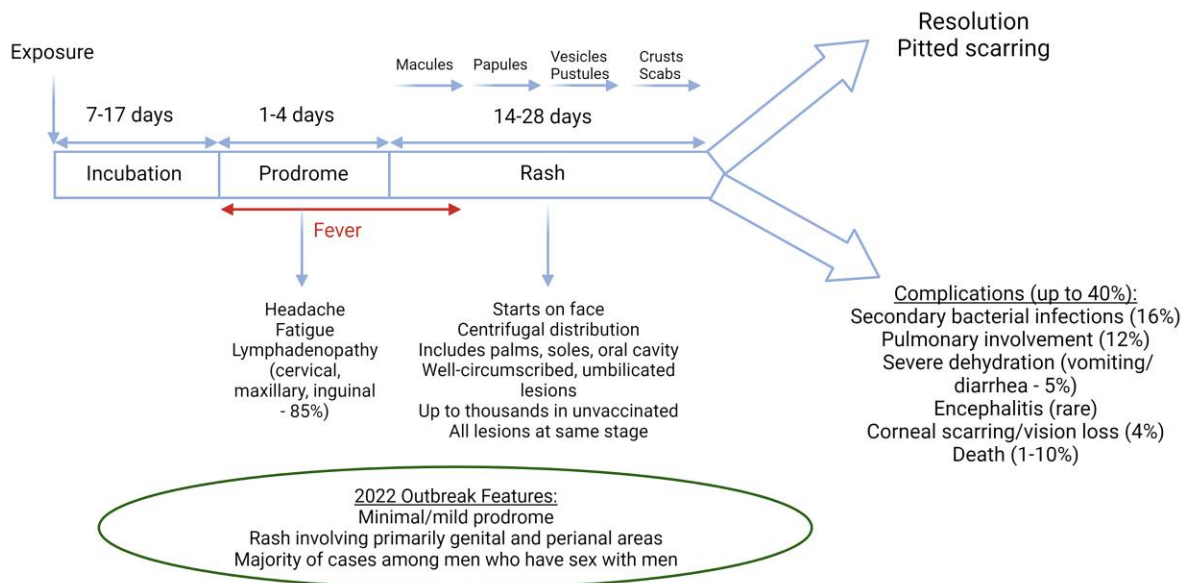 Exposure
Macules
Papules
Vesicles
Pustules
Crusts
Scabs
Resolution
Pitted scarring
7-17 days
1-4 days
14-28 days
Incubation
Prodrome
Rash
Fever
Headache
Fatigue
Lymphadenopathy
(cervical,
maxillary, inguinal
- 85%)
Starts on face
Centrifugal distribution
Includes palms, soles, oral cavity
Well-circumscribed, umbilicated
lesions
Up to thousands in unvaccinated
All lesions at same stage
Complications (up to 40%):
Secondary bacterial infections (16%)
Pulmonary involvement (12%)
Severe dehydration (vomiting/
diarrhea - 5%)
Encephalitis (rare)
Corneal scarring/vision loss (4%)
Death (1-10%)
2022 Outbreak Features:
Minimal/mild prodrome
Rash involving primarily genital and perianal areas
Majority of cases among men who have sex with men